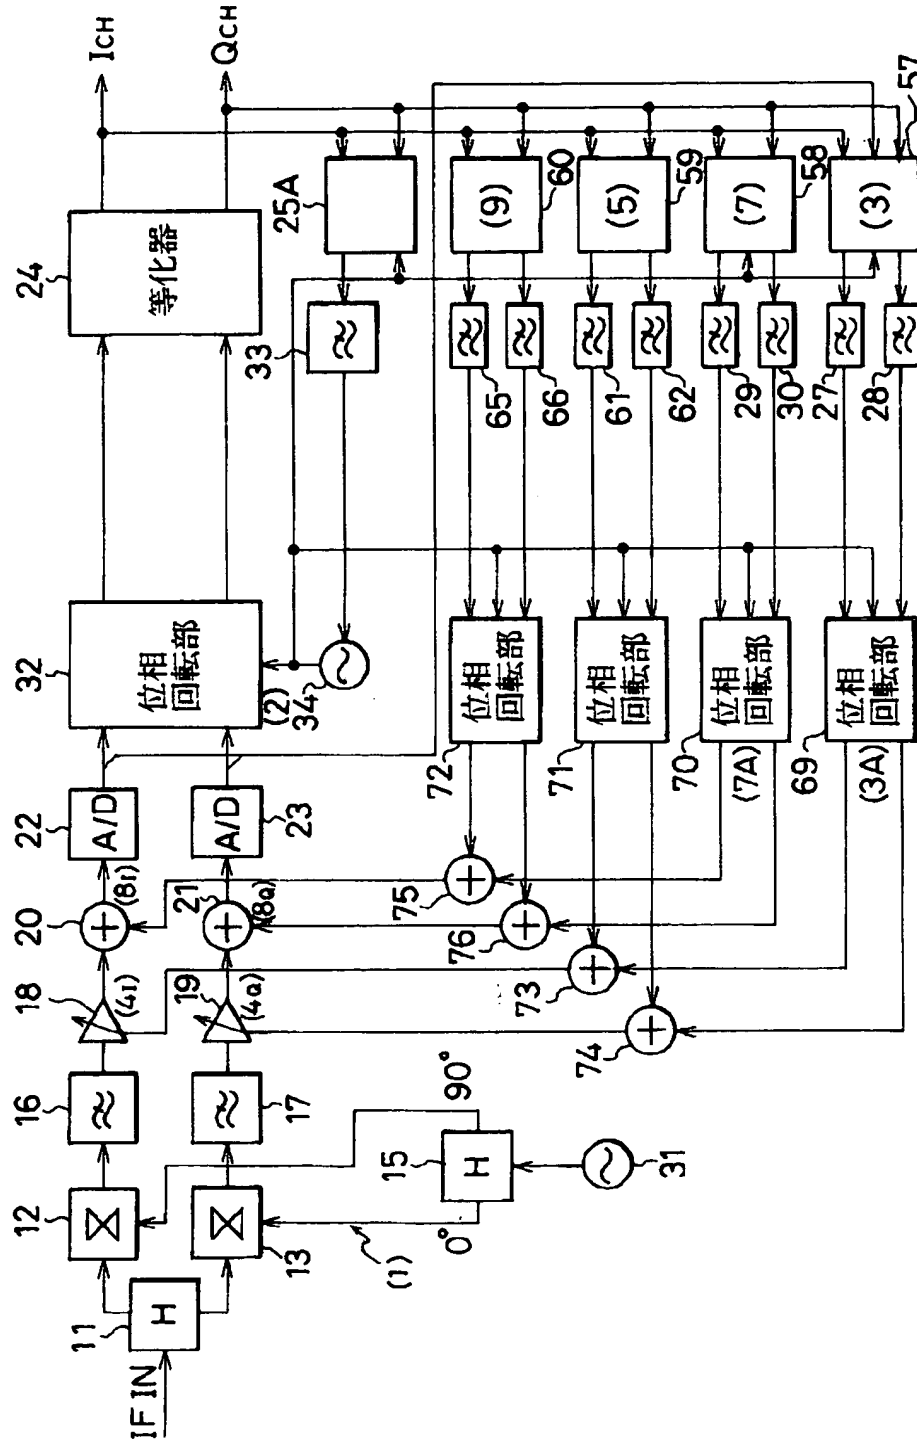 IF IN
11
H
12
13
16
17
18
19
(4I)
(4Q)
20
21
(8I)
(8Q)
22
A/D
23
A/D
32
位相
回転部
(2)
34
24
等化器
ICH
QCH
33
25A
(1)
0°
15
H
90°
31
75
76
73
74
72
位相
回転部
71
位相
回転部
70
位相
回転部
(7A)
69
位相
回転部
(3A)
65
66
61
62
29
30
27
28
(9)
60
(5)
59
(7)
58
(3)
57